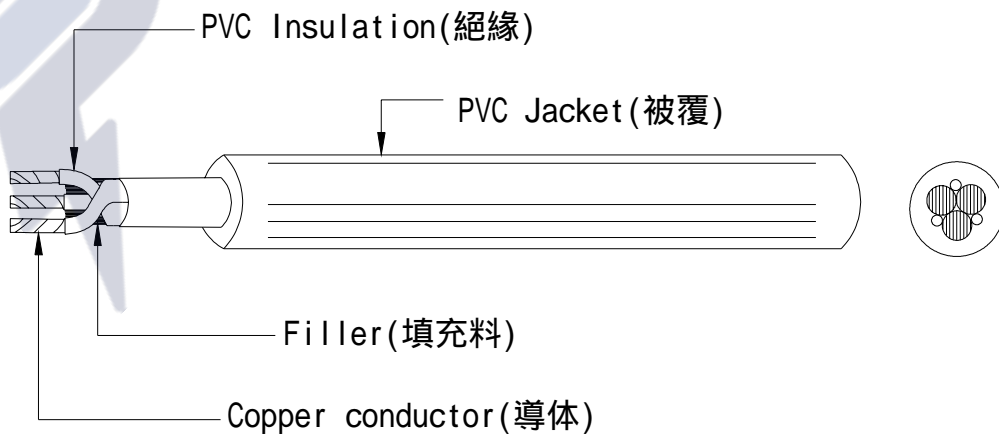 PVC Insulation(絕緣)
PVC Jacket(被覆)
Filler(填充料)
Copper conductor(導体)